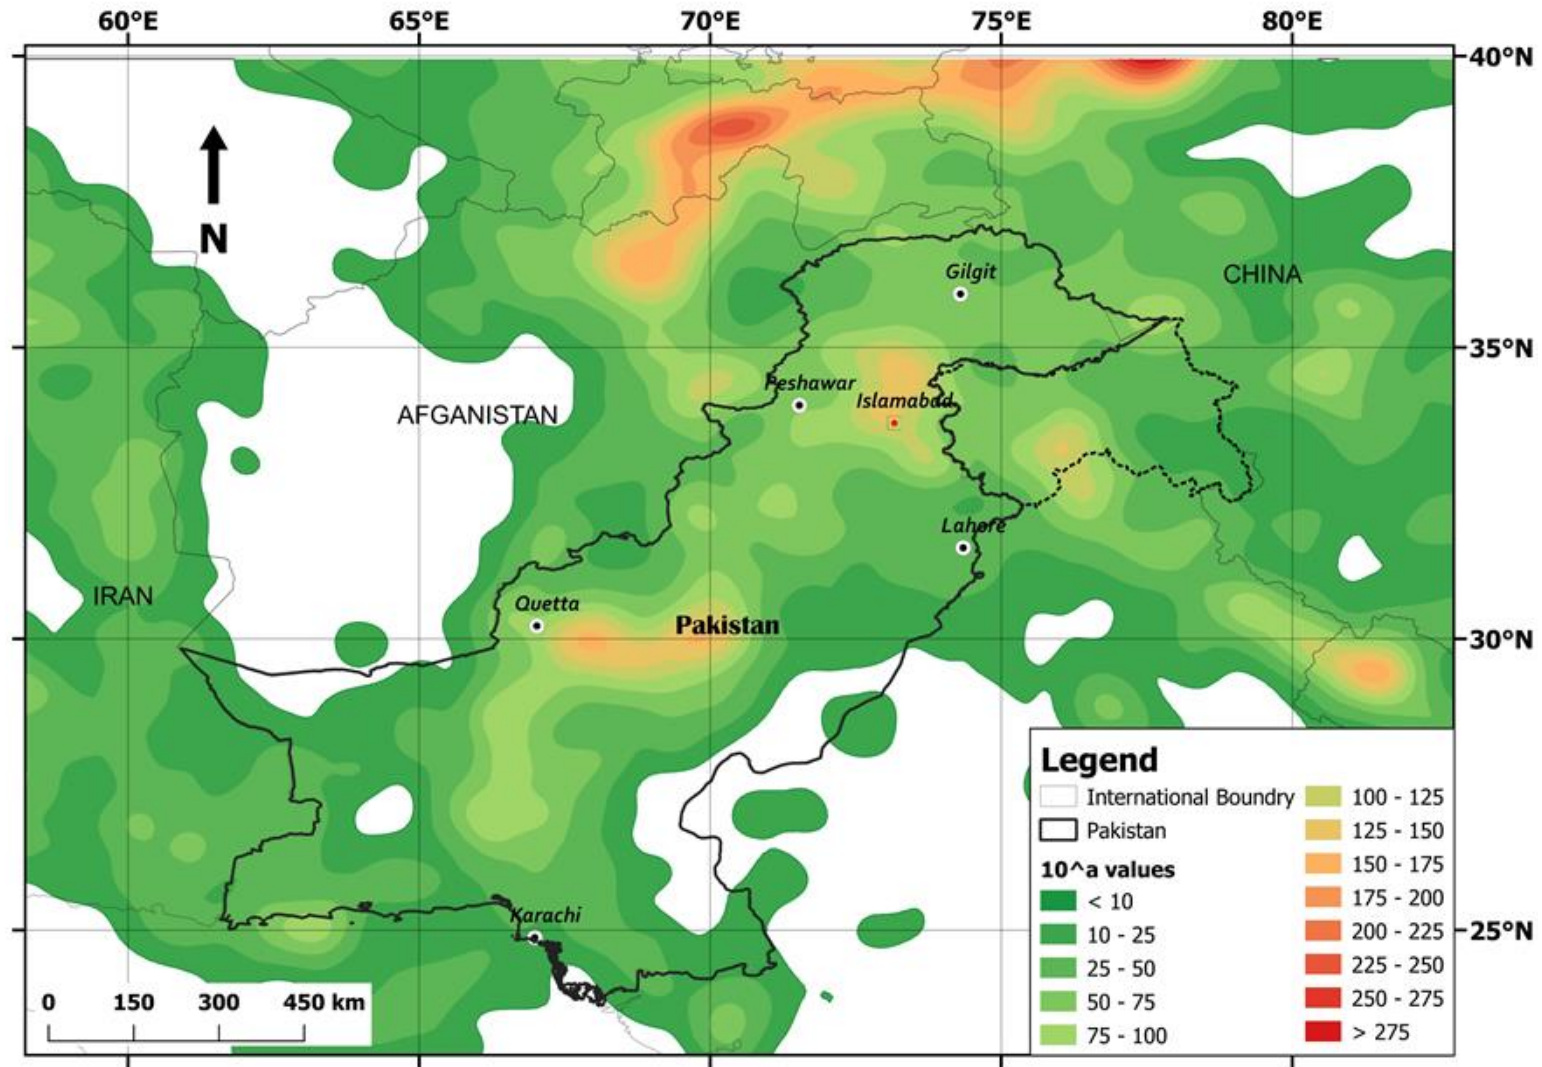 60°E 65°E 70°E 75°E 80°E
40°N
N
Gilgit
CHINA
35°N
Peshawar
AFGANISTAN
Islamabad
Lahore
IRAN
Quetta
Pakistan
30°N
Karachi
25°N
0 150 300 450 km
Legend
International Boundry
Pakistan
10^a values
< 10
10 - 25
25 - 50
50 - 75
75 - 100
100 - 125
125 - 150
150 - 175
175 - 200
200 - 225
225 - 250
250 - 275
> 275